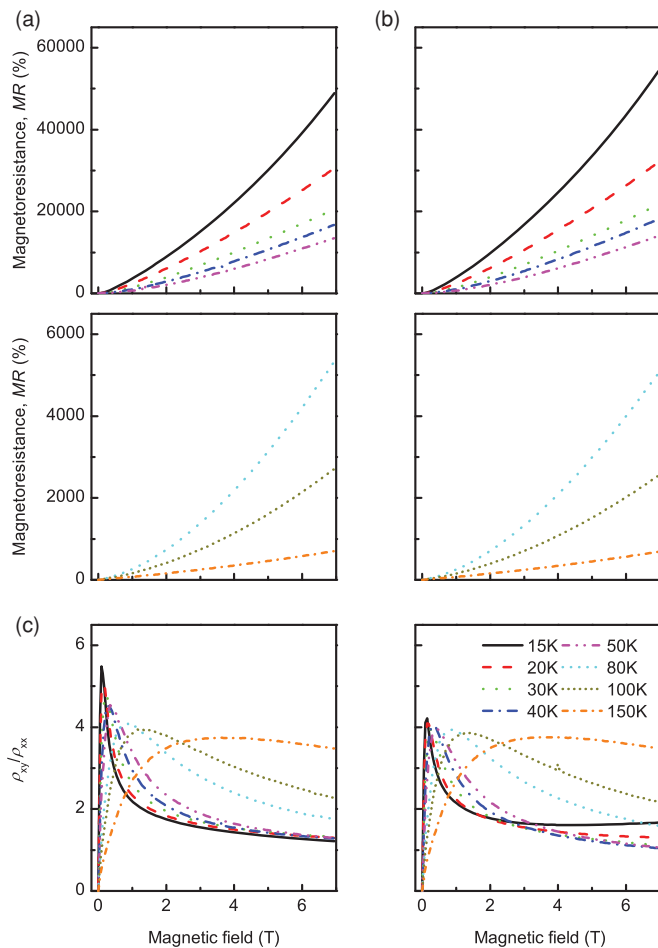 (a)
(b)
60000
40000
20000
0
Magnetoresistance, MR (%)
6000
4000
2000
0
Magnetoresistance, MR (%)
(c)
6
4
2
0
ρxy/ρxx
15K 50K
20K 80K
30K 100K
40K 150K
0 2 4 6
0 2 4 6
Magnetic field (T)
Magnetic field (T)